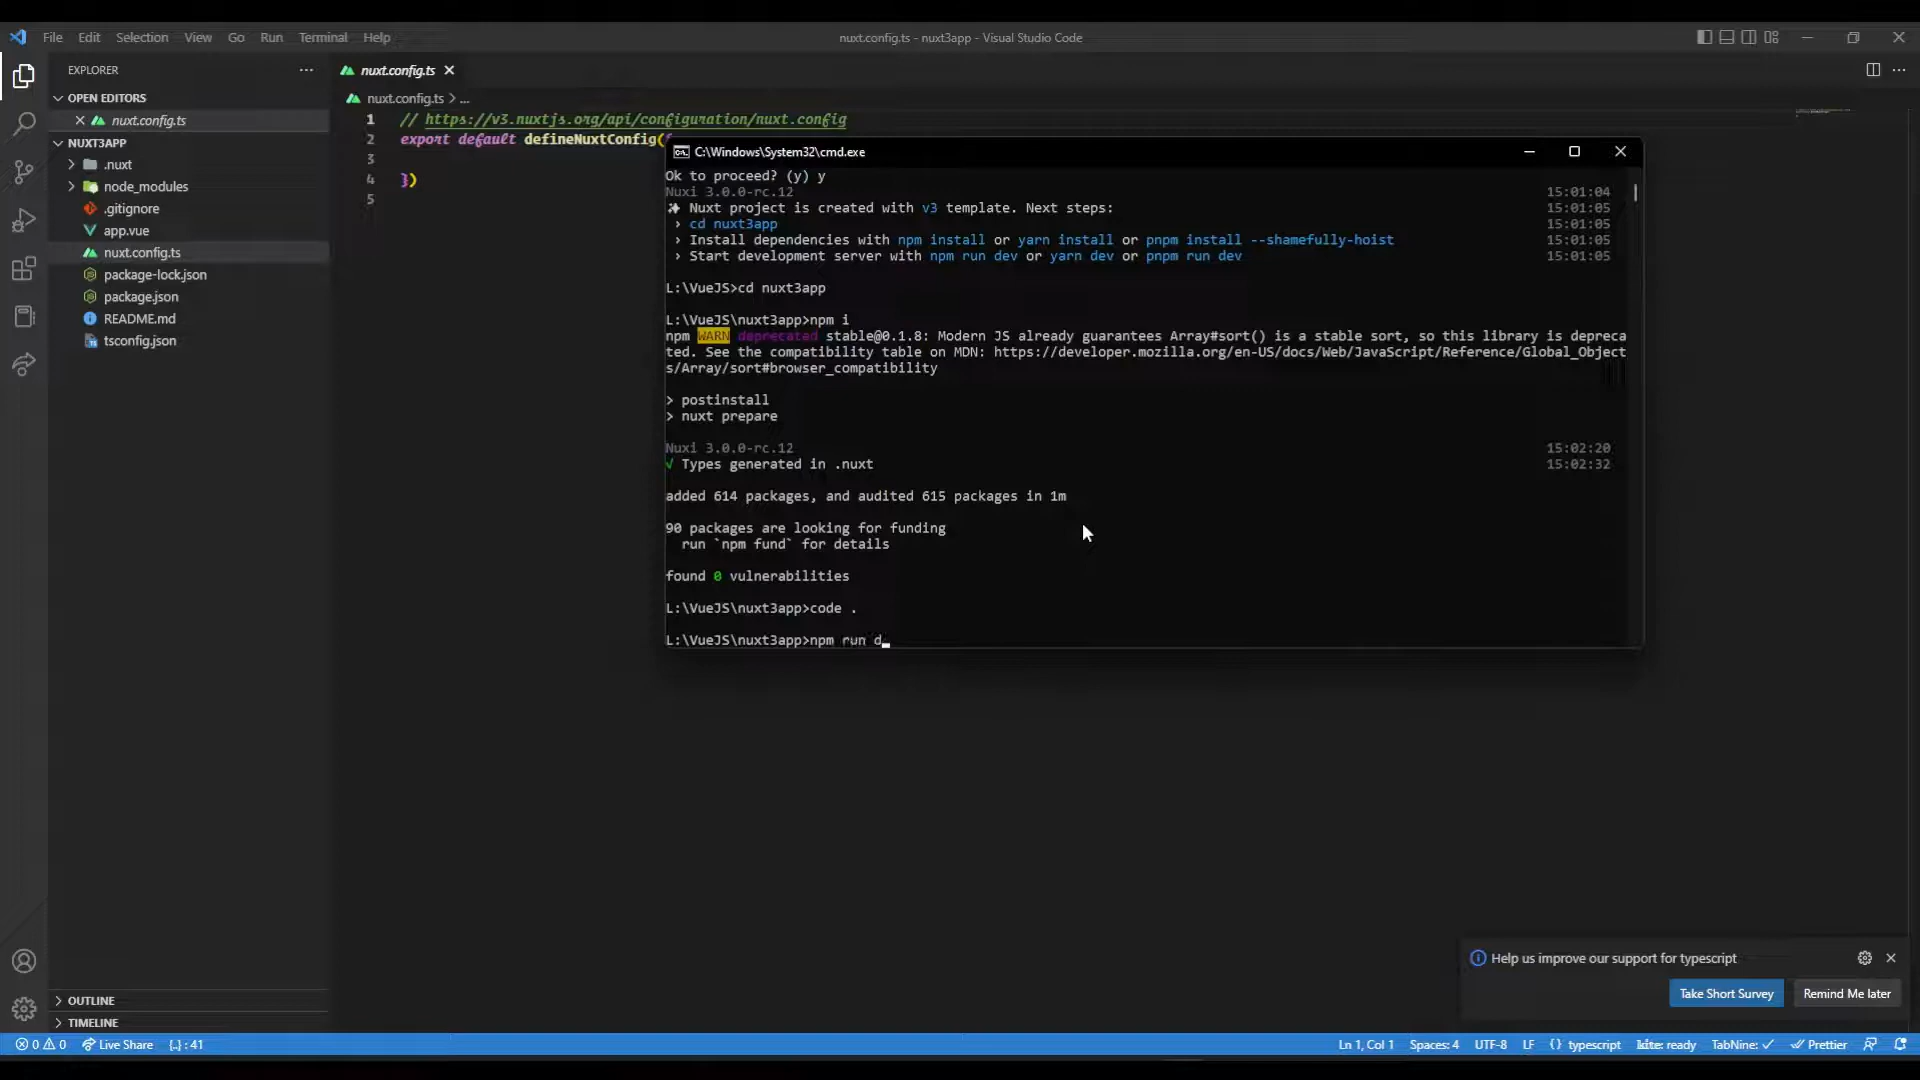 File Edit Selection View Go Run Terminal Help
nuxt.config.ts - nuxt3app - Visual Studio Code
EXPLORER
OPEN EDITORS
nuxt.config.ts
NUXT3APP
.nuxt
node_modules
.gitignore
app.vue
nuxt.config.ts
package-lock.json
package.json
README.md
tsconfig.json
OUTLINE
TIMELINE
nuxt.config.ts
nuxt.config.ts > ...
1 // https://v3.nuxtjs.org/api/configuration/nuxt.config
2 export default defineNuxtConfig({
3
4 })
5
C:\Windows\System32\cmd.exe
Ok to proceed? (y) y
Nuxi 3.0.0-rc.12 15:01:04
Nuxt project is created with v3 template. Next steps: 15:01:05
› cd nuxt3app 15:01:05
› Install dependencies with npm install or yarn install or pnpm install --shamefully-hoist 15:01:05
› Start development server with npm run dev or yarn dev or pnpm run dev 15:01:05
L:\VueJS>cd nuxt3app
L:\VueJS\nuxt3app>npm i
npm WARN deprecated stable@0.1.8: Modern JS already guarantees Array#sort() is a stable sort, so this library is depreca
ted. See the compatibility table on MDN: https://developer.mozilla.org/en-US/docs/Web/JavaScript/Reference/Global_Object
s/Array/sort#browser_compatibility
> postinstall
> nuxt prepare
Nuxi 3.0.0-rc.12 15:02:20
√ Types generated in .nuxt 15:02:32
added 614 packages, and audited 615 packages in 1m
90 packages are looking for funding
run `npm fund` for details
found 0 vulnerabilities
L:\VueJS\nuxt3app>code .
L:\VueJS\nuxt3app>npm run d
Help us improve our support for typescript
Take Short Survey Remind Me later
0 0 Live Share {..} : 41 Ln 1, Col 1 Spaces: 4 UTF-8 LF {} typescript kite: ready TabNine: ✓ Prettier